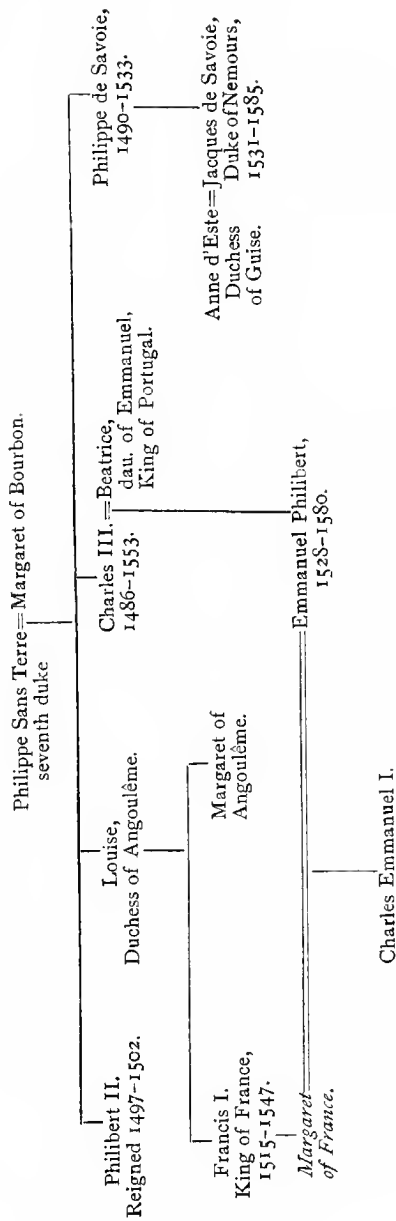 Philippe Sans Terre=Margaret of Bourbon.
seventh duke
Philibert II.
Reigned 1497-1502.
Louise,
Duchess of Angoulême.
Charles III.=Beatrice,
1486-1553.
dau. of Emmanuel,
King of Portugal.
Philippe de Savoie,
1490-1533.
Francis I.
King of France,
1515-1547.
Margaret of
Angoulême.
Anne d'Este=Jacques de Savoie,
Duchess
of Guise.
Duke of Nemours,
1531-1585.
Margaret
of France.
Emmanuel Philibert,
1528-1580.
Charles Emmanuel I.